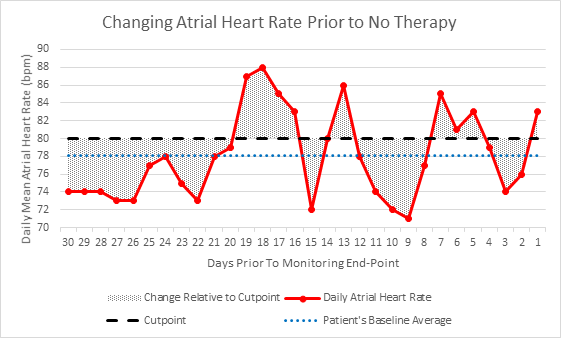 Changing Atrial Heart Rate Prior to No Therapy
Daily Mean Atrial Heart Rate (bpm)
90
88
86
84
82
80
78
76
74
72
70
30 29 28 27 26 25 24 23 22 21 20 19 18 17 16 15 14 13 12 11 10 9 8 7 6 5 4 3 2 1
Days Prior To Monitoring End-Point
Change Relative to Cutpoint Daily Atrial Heart Rate
Cutpoint Patient's Baseline Average